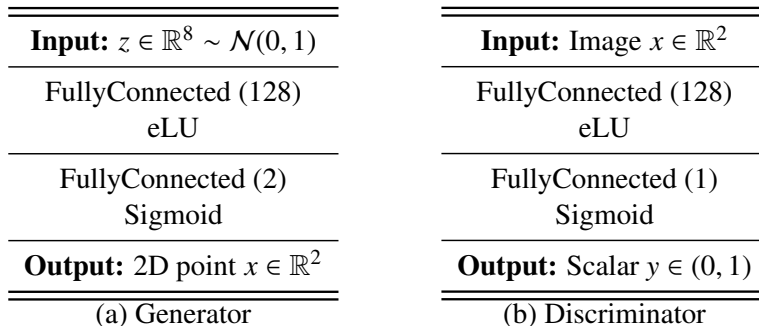 Input: z ∈ ℝ⁸ ∼ 𝒩(0, 1)
FullyConnected (128)
eLU
FullyConnected (2)
Sigmoid
Output: 2D point x ∈ ℝ²
(a) Generator
Input: Image x ∈ ℝ²
FullyConnected (128)
eLU
FullyConnected (1)
Sigmoid
Output: Scalar y ∈ (0, 1)
(b) Discriminator